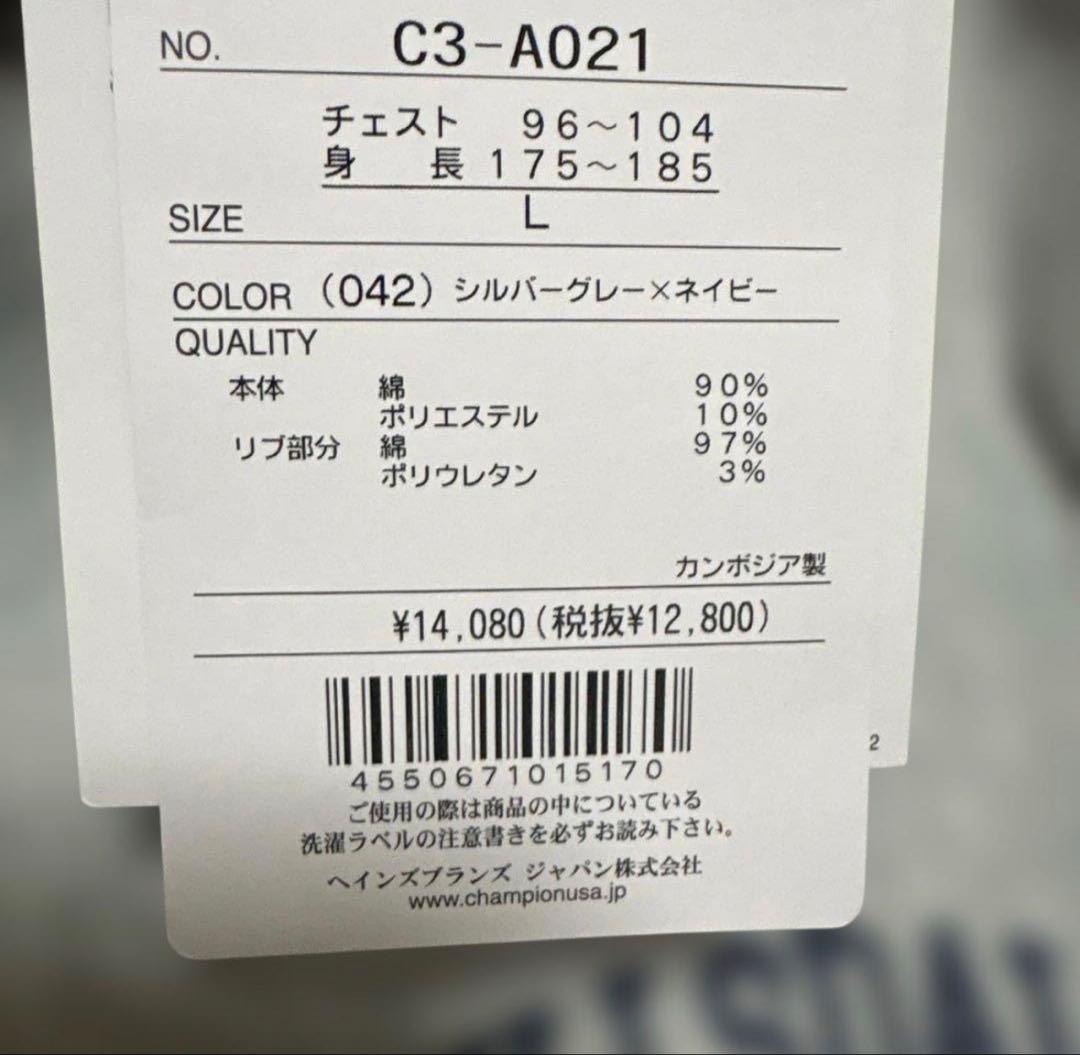 NO. C3-A021
チェスト 96～104
身長 175～185
SIZE L
COLOR (042) シルバーグレー×ネイビー
QUALITY
本体 綿 90%
ポリエステル 10%
リブ部分 綿 97%
ポリウレタン 3%
カンボジア製
¥14,080(税抜¥12,800)
4550671015170
2
ご使用の際は商品の中についている
洗濯ラベルの注意書きを必ずお読み下さい。
ヘインズブランズ ジャパン株式会社
www.championusa.jp